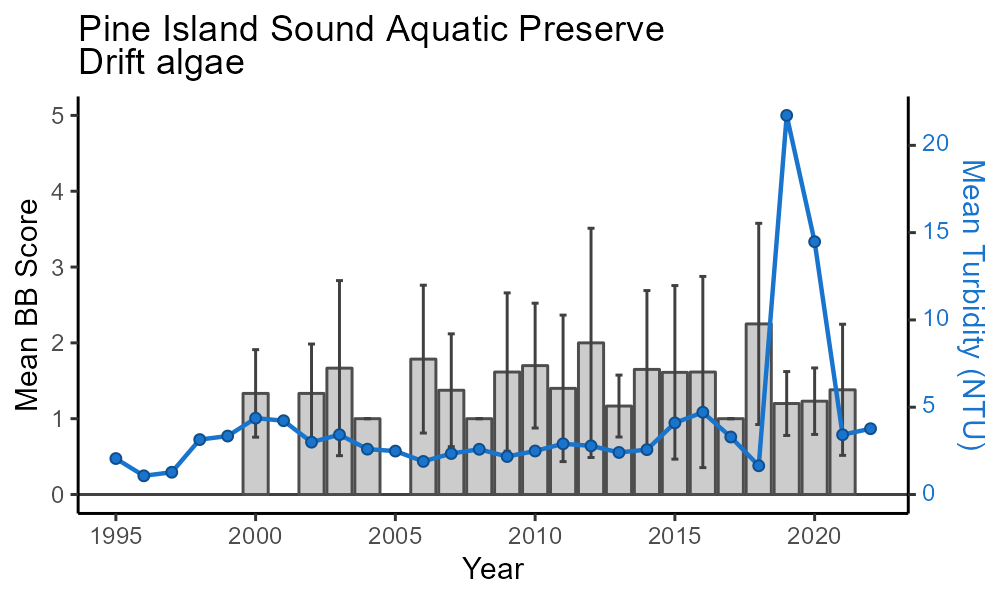 Pine Island Sound Aquatic Preserve
Drift algae
5
4
3
2
1
0
Mean BB Score
20
15
10
5
0
Mean Turbidity (NTU)
1995 2000 2005 2010 2015 2020
Year